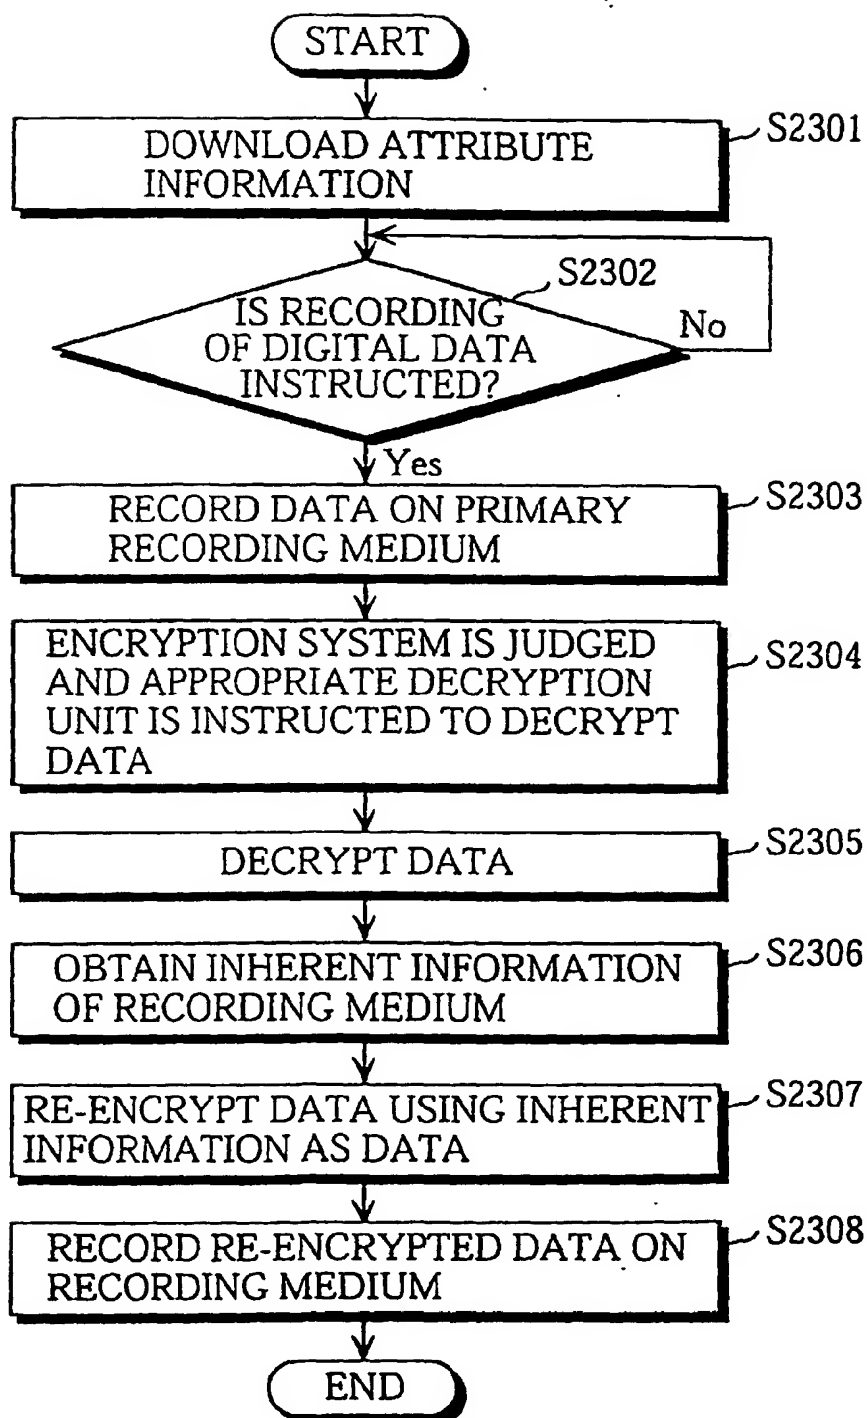 START
S2301
DOWNLOAD ATTRIBUTE
INFORMATION
S2302
IS RECORDING
OF DIGITAL DATA
INSTRUCTED?
No
Yes
S2303
RECORD DATA ON PRIMARY
RECORDING MEDIUM
S2304
ENCRYPTION SYSTEM IS JUDGED
AND APPROPRIATE DECRYPTION
UNIT IS INSTRUCTED TO DECRYPT
DATA
S2305
DECRYPT DATA
S2306
OBTAIN INHERENT INFORMATION
OF RECORDING MEDIUM
S2307
RE-ENCRYPT DATA USING INHERENT
INFORMATION AS DATA
S2308
RECORD RE-ENCRYPTED DATA ON
RECORDING MEDIUM
END